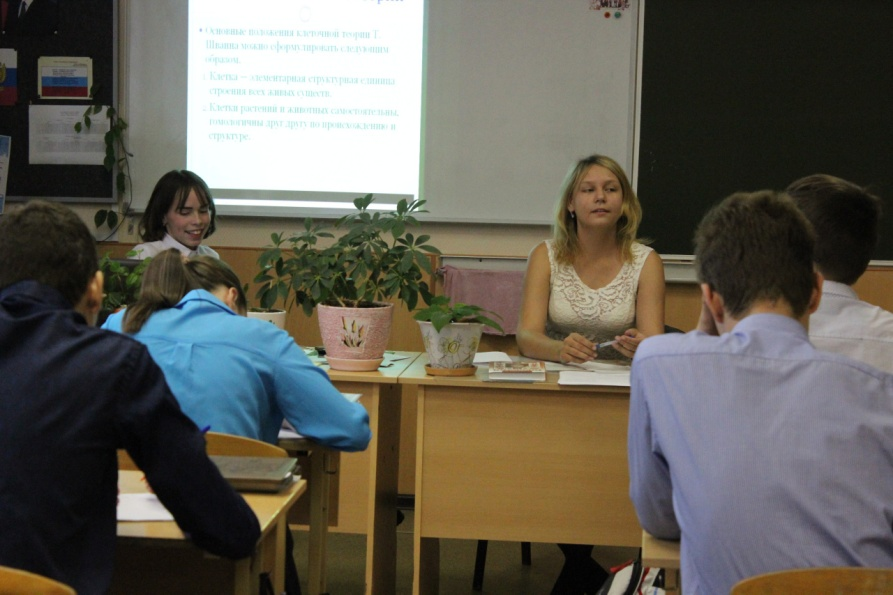 • Основные положения клеточной теории Т.
Шванна можно сформулировать следующим
образом.
1. Клетка — элементарная структурная единица
строения всех живых существ.
2. Клетки растений и животных самостоятельны,
гомологичны друг другу по происхождению и
структуре.